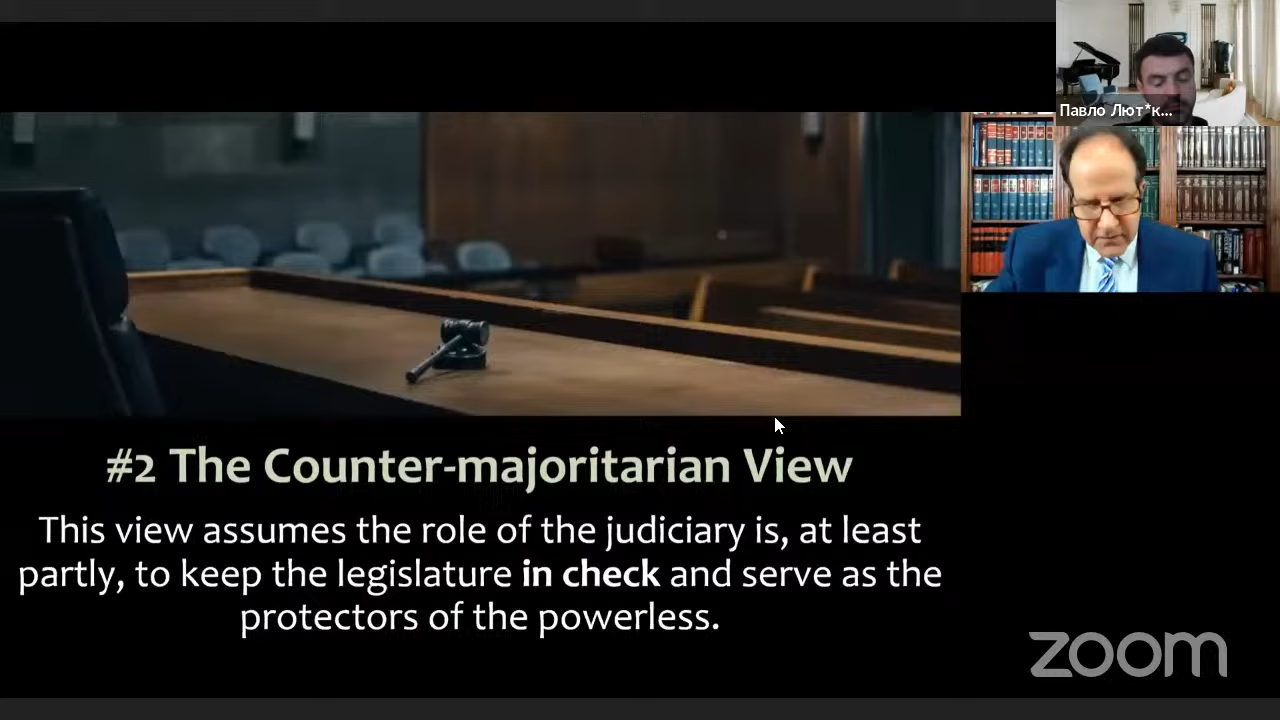 Павло Лют*к...
#2 The Counter-majoritarian View
This view assumes the role of the judiciary is, at least
partly, to keep the legislature in check and serve as the
protectors of the powerless.
zoom